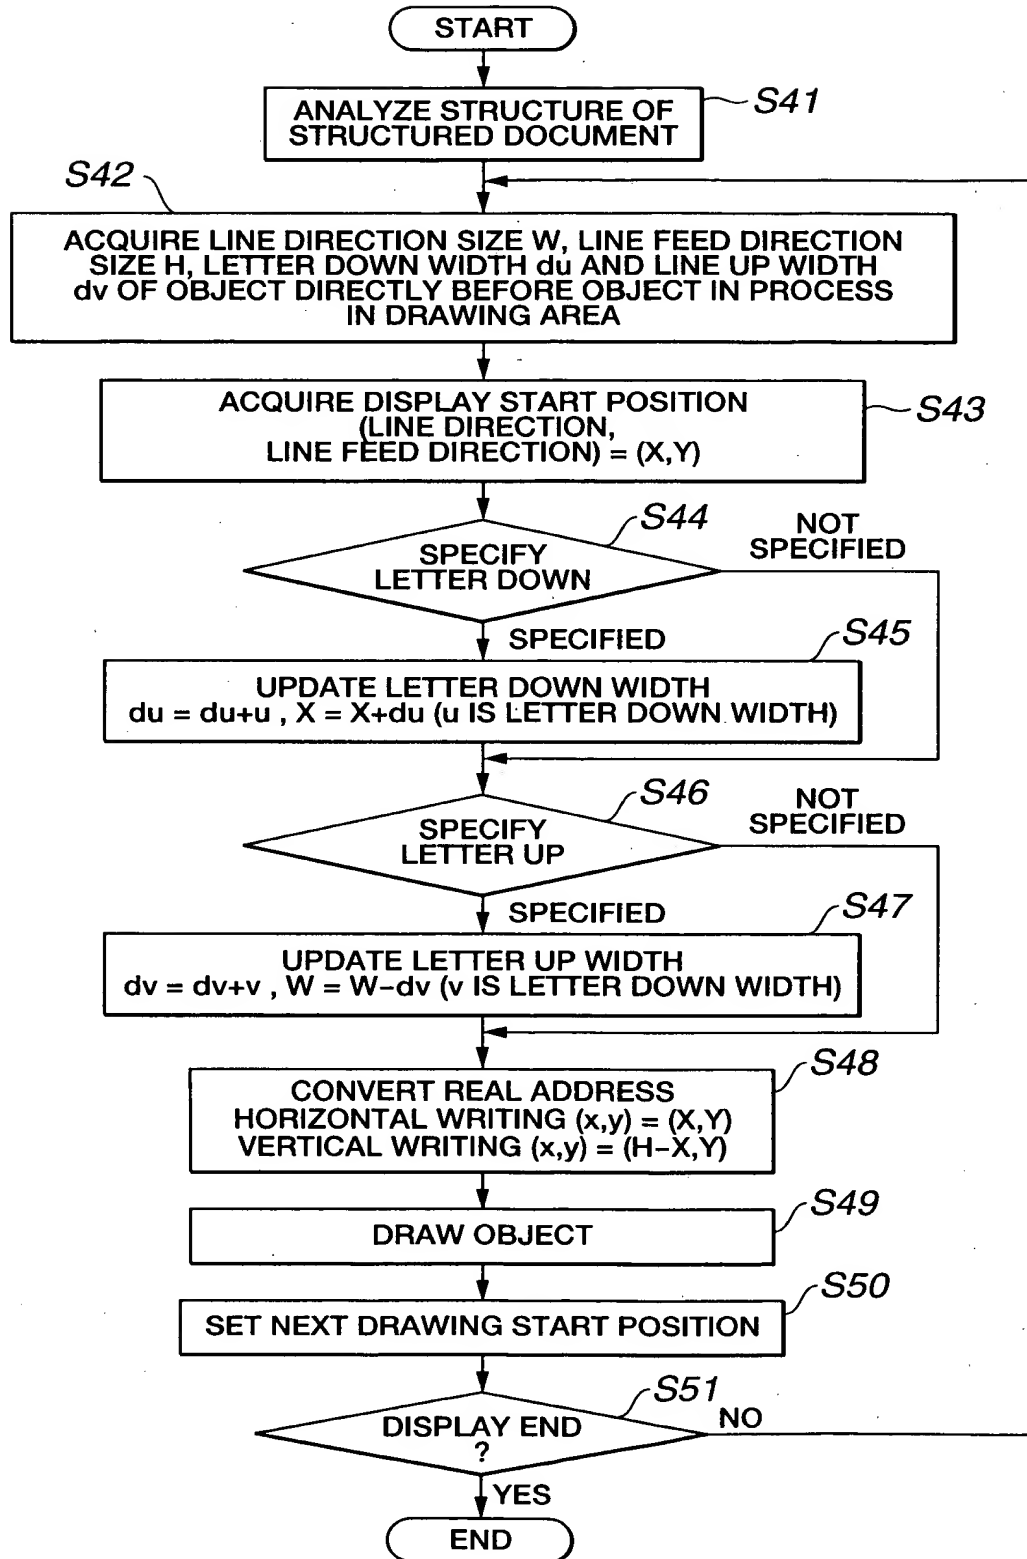 START
ANALYZE STRUCTURE OF
STRUCTURED DOCUMENT
S41
S42
ACQUIRE LINE DIRECTION SIZE W, LINE FEED DIRECTION
SIZE H, LETTER DOWN WIDTH du AND LINE UP WIDTH
dv OF OBJECT DIRECTLY BEFORE OBJECT IN PROCESS
IN DRAWING AREA
ACQUIRE DISPLAY START POSITION
(LINE DIRECTION,
LINE FEED DIRECTION) = (X,Y)
S43
SPECIFY
LETTER DOWN
S44
NOT
SPECIFIED
SPECIFIED
S45
UPDATE LETTER DOWN WIDTH
du = du+u , X = X+du (u IS LETTER DOWN WIDTH)
SPECIFY
LETTER UP
S46
NOT
SPECIFIED
SPECIFIED
S47
UPDATE LETTER UP WIDTH
dv = dv+v , W = W-dv (v IS LETTER DOWN WIDTH)
S48
CONVERT REAL ADDRESS
HORIZONTAL WRITING (x,y) = (X,Y)
VERTICAL WRITING (x,y) = (H-X,Y)
S49
DRAW OBJECT
S50
SET NEXT DRAWING START POSITION
S51
DISPLAY END
?
NO
YES
END